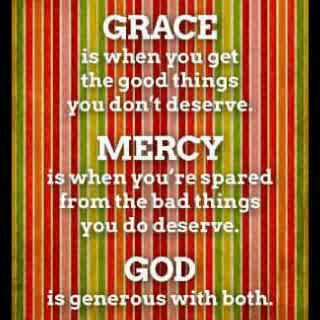 GRACE
is when you get
the good things
you don't deserve.
MERCY
is when you're spared
from the bad things
you do deserve.
GOD
is generous with both.